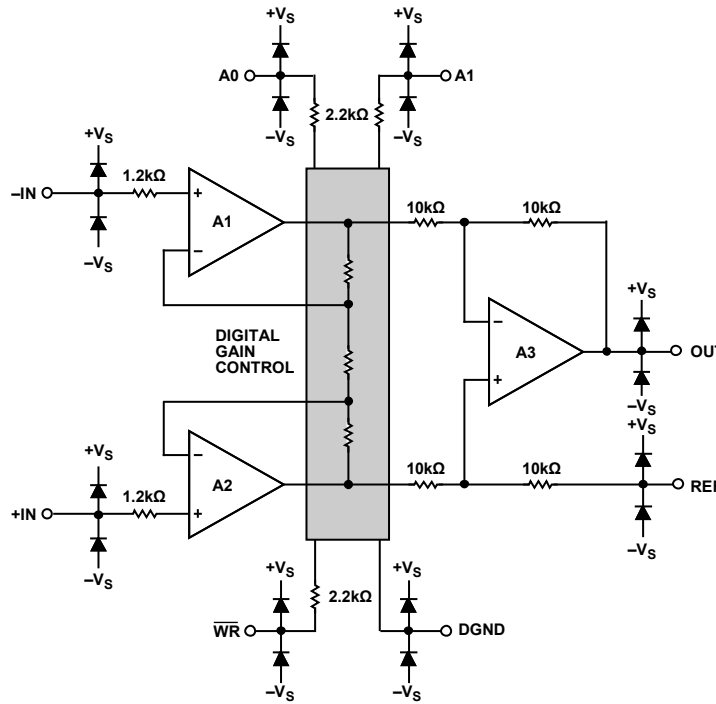 +VS +VS
A0 A1
2.2kΩ
–VS –VS
+VS
1.2kΩ
–IN
A1
–VS
10kΩ 10kΩ
+
–
DIGITAL
GAIN
CONTROL
+VS
–
A3
+
OUT
–VS
+VS
1.2kΩ
+IN
–
A2
+
–VS
10kΩ 10kΩ
+VS
–VS
+VS +VS
2.2kΩ
WR DGND
–VS –VS